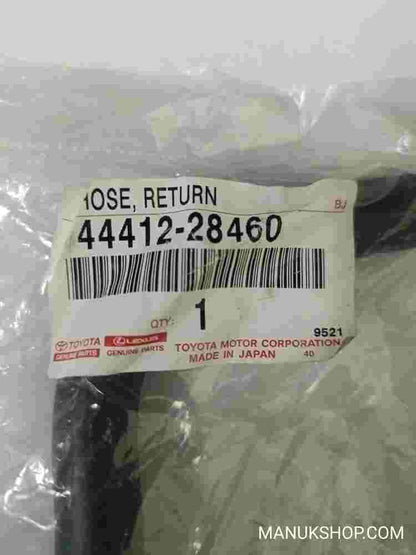 HOSE, RETURN BJ
44412-28460
QTY: 1
9521
TOYOTA GENUINE PARTS
LEXUS GENUINE PARTS
TOYOTA MOTOR CORPORATION
MADE IN JAPAN 40
MANUKSHOP.COM